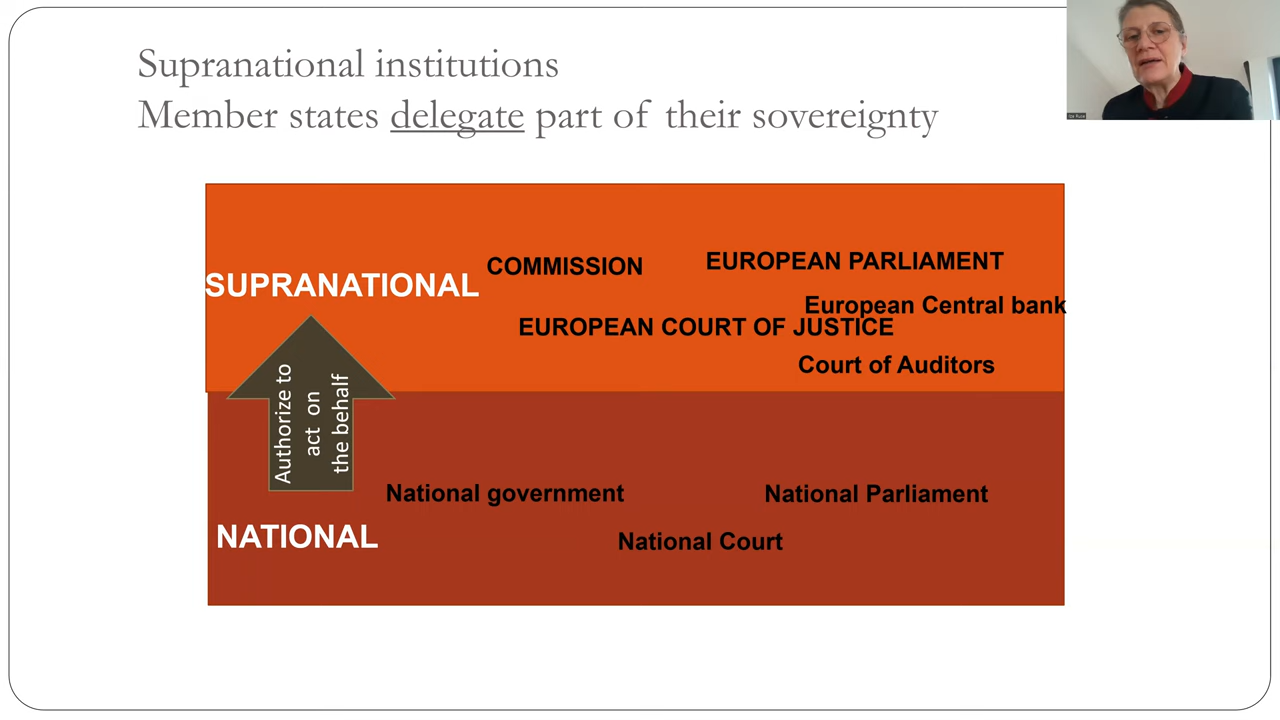 Supranational institutions
Member states delegate part of their sovereignty
SUPRANATIONAL
COMMISSION
EUROPEAN PARLIAMENT
European Central bank
EUROPEAN COURT OF JUSTICE
Court of Auditors
Authorize to
act on
the behalf
National government
National Parliament
NATIONAL
National Court